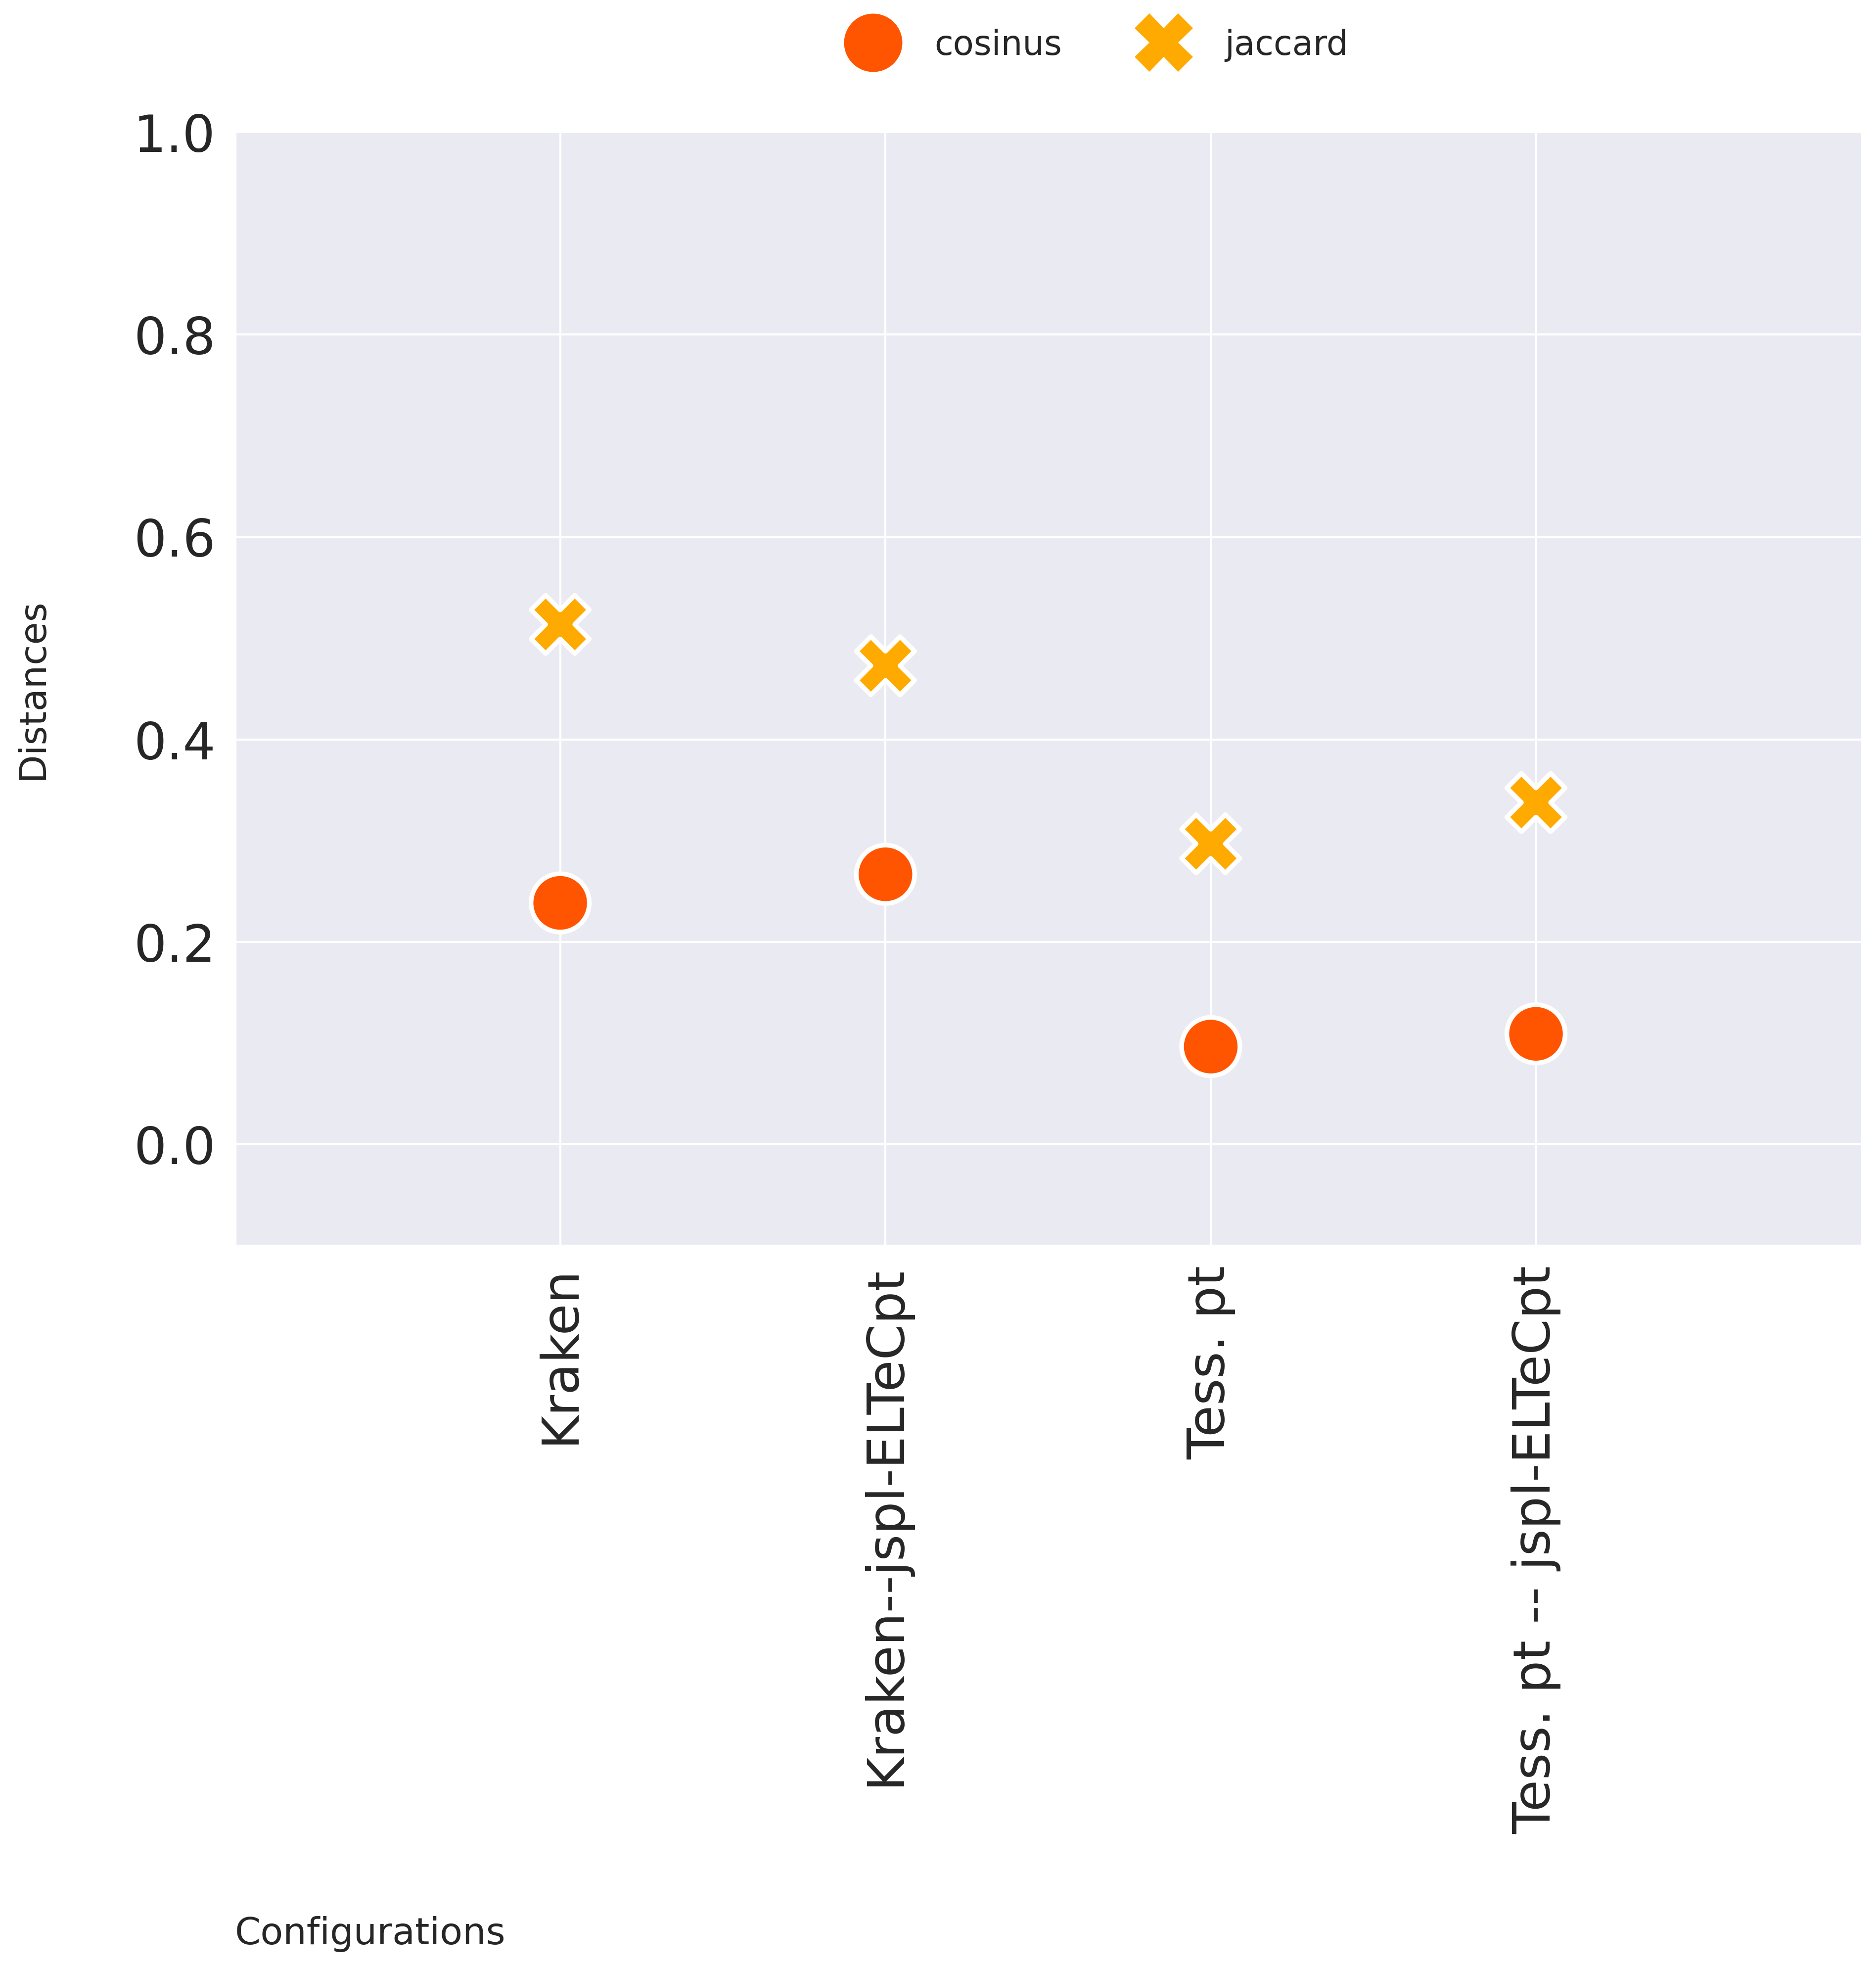 cosinus jaccard
1.0
0.8
0.6
0.4
0.2
0.0
Distances
Kraken
Kraken--jspl-ELTeCpt
Tess. pt
Tess. pt -- jspl-ELTeCpt
Configurations